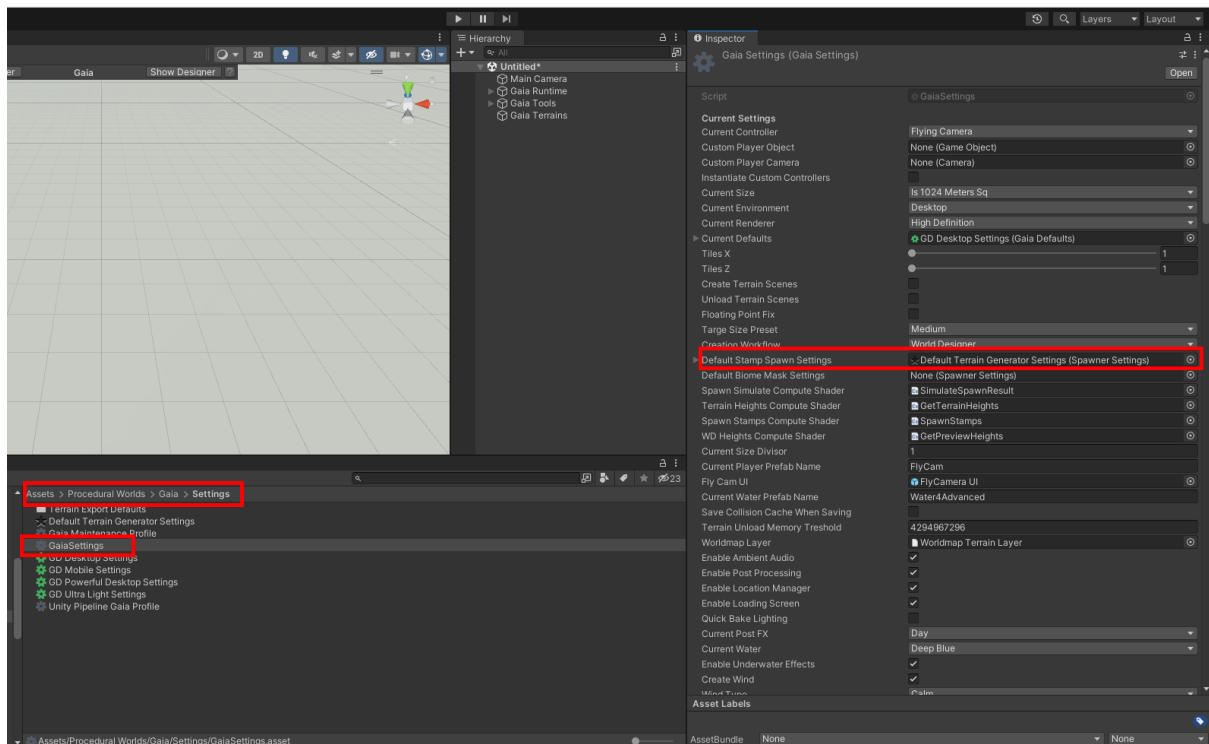 Layers
Layout
2D
er
Gaia
Show Designer
Hierarchy
All
Untitled*
Main Camera
Gaia Runtime
Gaia Tools
Gaia Terrains
23
Assets > Procedural Worlds > Gaia > Settings
Terrain Export Defaults
Default Terrain Generator Settings
Gaia Maintenance Profile
GaiaSettings
GD Desktop Settings
GD Mobile Settings
GD Powerful Desktop Settings
GD Ultra Light Settings
Unity Pipeline Gaia Profile
Assets/Procedural Worlds/Gaia/Settings/GaiaSettings.asset
Inspector
Gaia Settings (Gaia Settings)
Open
Script GaiaSettings
Current Settings
Current Controller Flying Camera
Custom Player Object None (Game Object)
Custom Player Camera None (Camera)
Instantiate Custom Controllers
Current Size Is 1024 Meters Sq
Current Environment Desktop
Current Renderer High Definition
Current Defaults GD Desktop Settings (Gaia Defaults)
Tiles X 1
Tiles Z 1
Create Terrain Scenes
Unload Terrain Scenes
Floating Point Fix
Targe Size Preset Medium
Creation Workflow World Designer
Default Stamp Spawn Settings Default Terrain Generator Settings (Spawner Settings)
Default Biome Mask Settings None (Spawner Settings)
Spawn Simulate Compute Shader SimulateSpawnResult
Terrain Heights Compute Shader GetTerrainHeights
Spawn Stamps Compute Shader SpawnStamps
WD Heights Compute Shader GetPreviewHeights
Current Size Divisor 1
Current Player Prefab Name FlyCam
Fly Cam UI FlyCamera UI
Current Water Prefab Name Water4Advanced
Save Collision Cache When Saving
Terrain Unload Memory Treshold 4294967296
Worldmap Layer Worldmap Terrain Layer
Enable Ambient Audio
Enable Post Processing
Enable Location Manager
Enable Loading Screen
Quick Bake Lighting
Current Post FX Day
Current Water Deep Blue
Enable Underwater Effects
Create Wind
Wind Type Calm
Asset Labels
AssetBundle None None